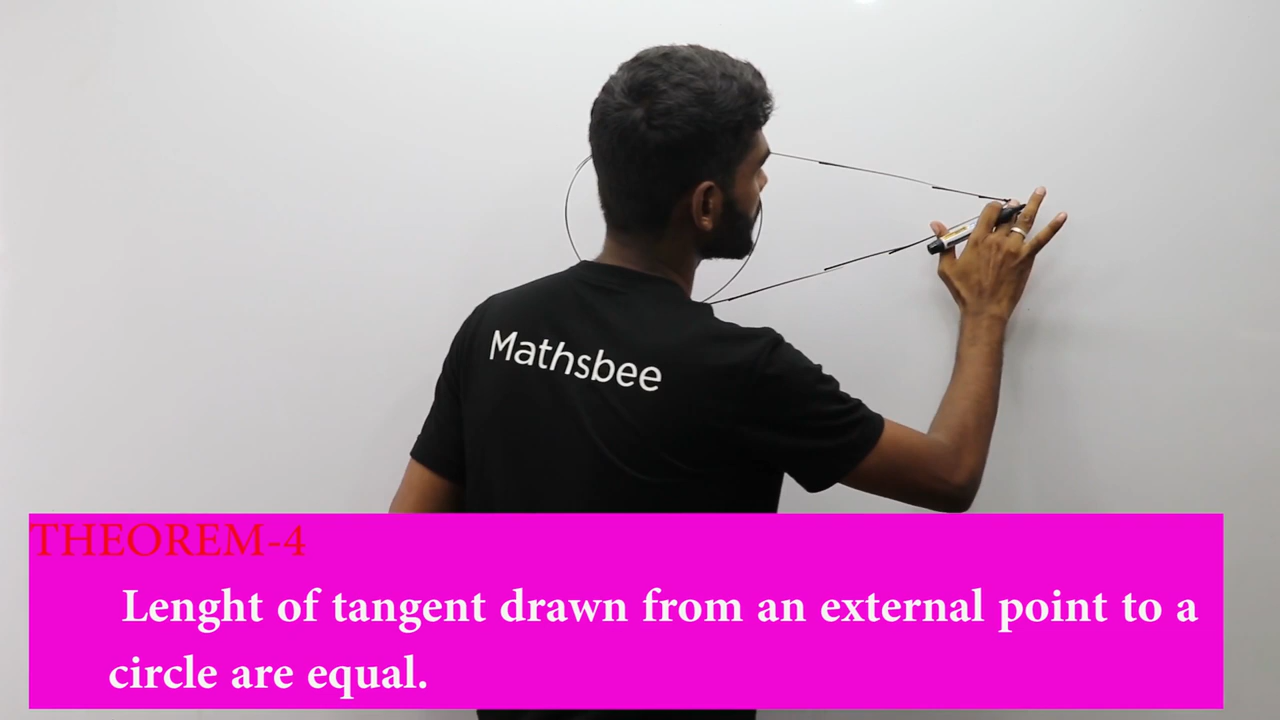 Mathsbee
THEOREM-4
Lenght of tangent drawn from an external point to a
circle are equal.